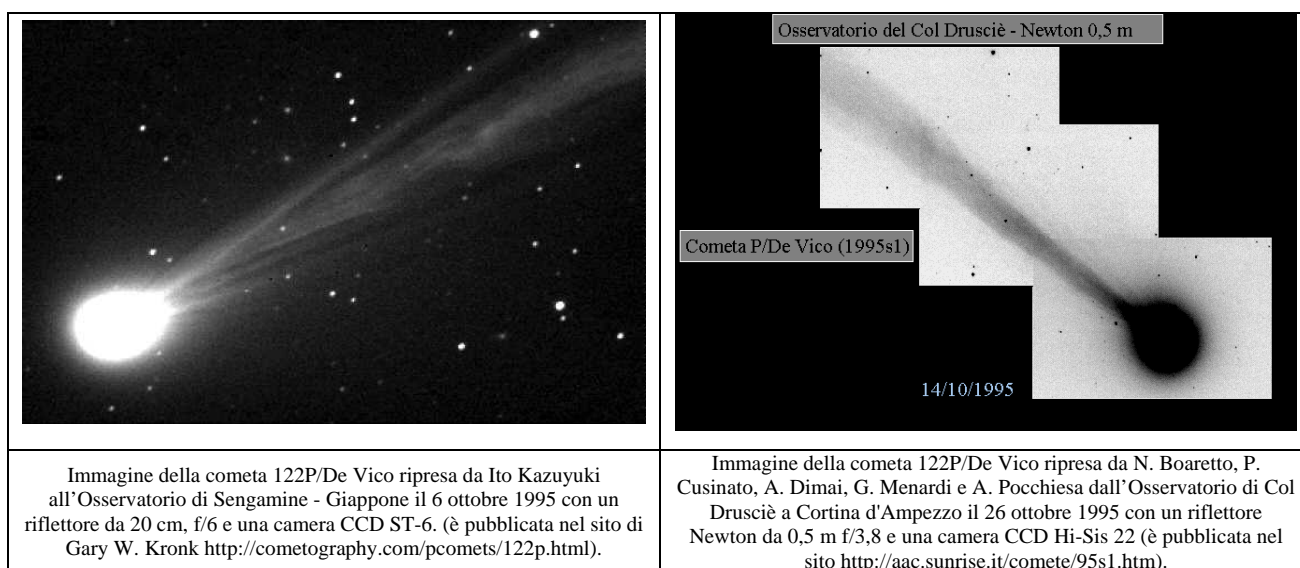 Osservatorio del Col Drusciè - Newton 0,5 m
Cometa P/De Vico (1995s1)
14/10/1995
Immagine della cometa 122P/De Vico ripresa da Ito Kazuyuki
all'Osservatorio di Sengamine - Giappone il 6 ottobre 1995 con un
riflettore da 20 cm, f/6 e una camera CCD ST-6. (è pubblicata nel sito di
Gary W. Kronk http://cometography.com/pcomets/122p.html).
Immagine della cometa 122P/De Vico ripresa da N. Boaretto, P.
Cusinato, A. Dimai, G. Menardi e A. Pocchiesa dall'Osservatorio di Col
Drusciè a Cortina d'Ampezzo il 26 ottobre 1995 con un riflettore
Newton da 0,5 m f/3,8 e una camera CCD Hi-Sis 22 (è pubblicata nel
sito http://aac.sunrise.it/comete/95s1.htm).